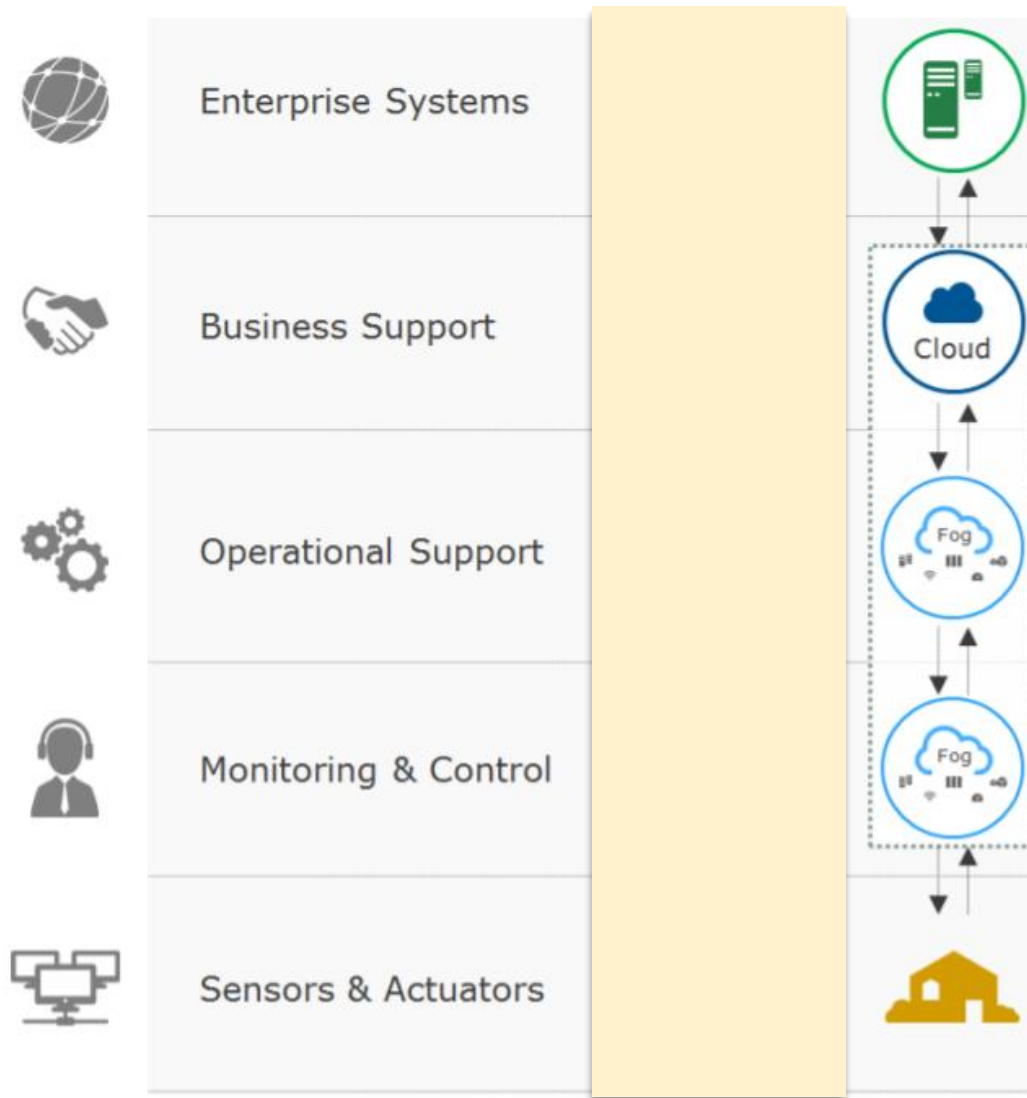 Enterprise Systems
Business Support
Cloud
Operational Support
Fog
Monitoring & Control
Fog
Sensors & Actuators